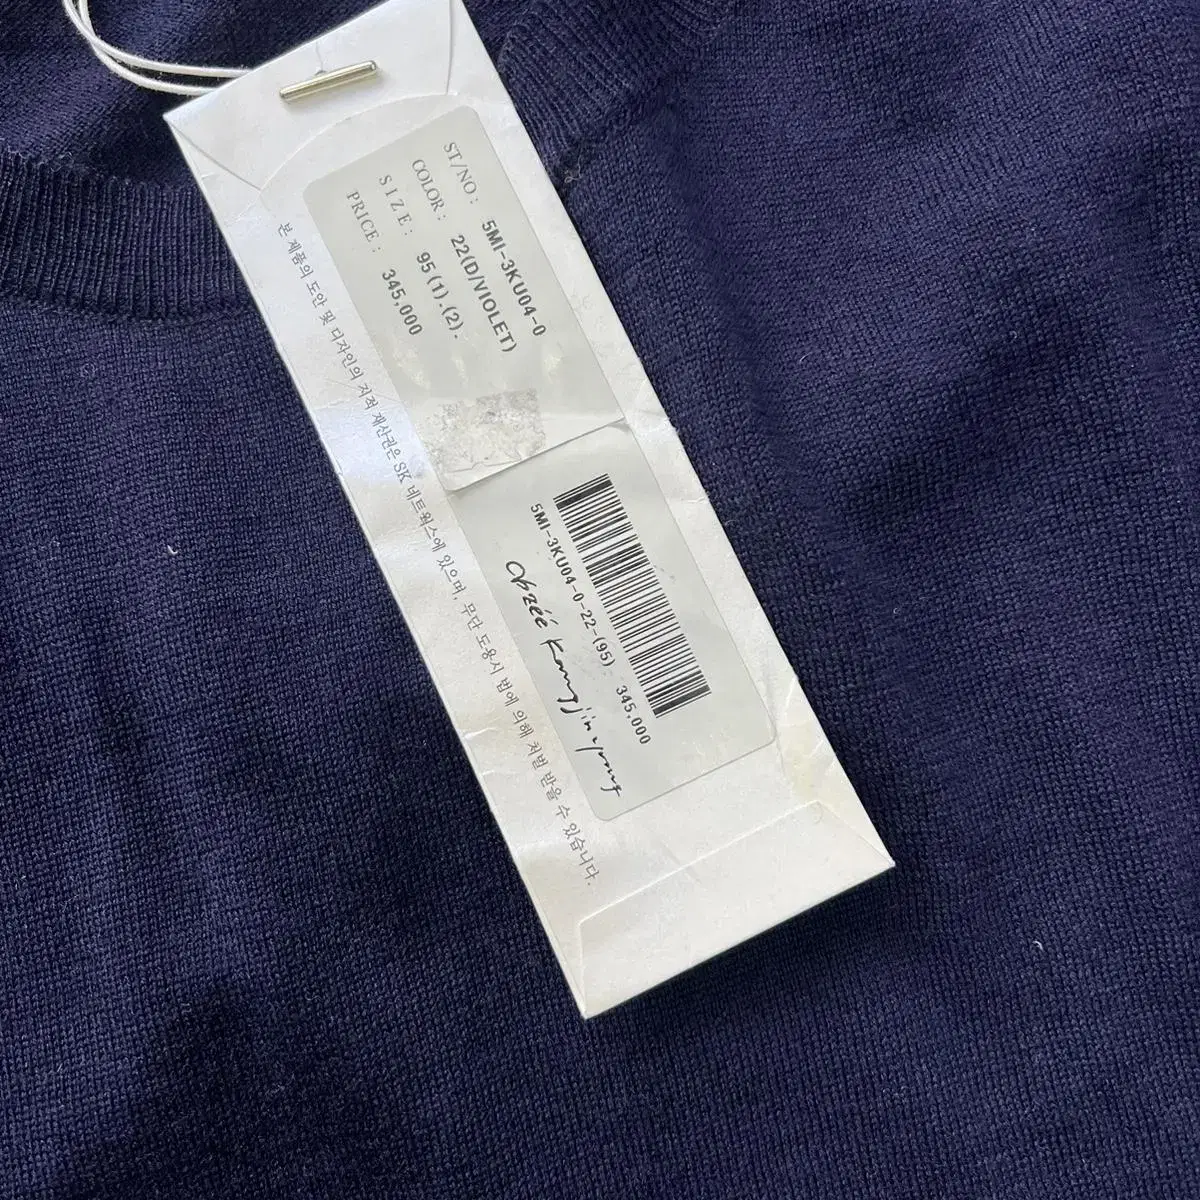 ST/NO: 5MI-3KU04-0
COLOR: 22(D/VIOLET)
SIZE: 95(1).(2).
PRICE: 345,000
본 제품의 도안 및 디자인의 지적 재산권은 SK 네트웍스에 있으며, 무단 도용시 법에 의해 처벌 받을 수 있습니다.
5MI-3KU04-0-22-(95) 345,000
Obzéé Kangjinyoung